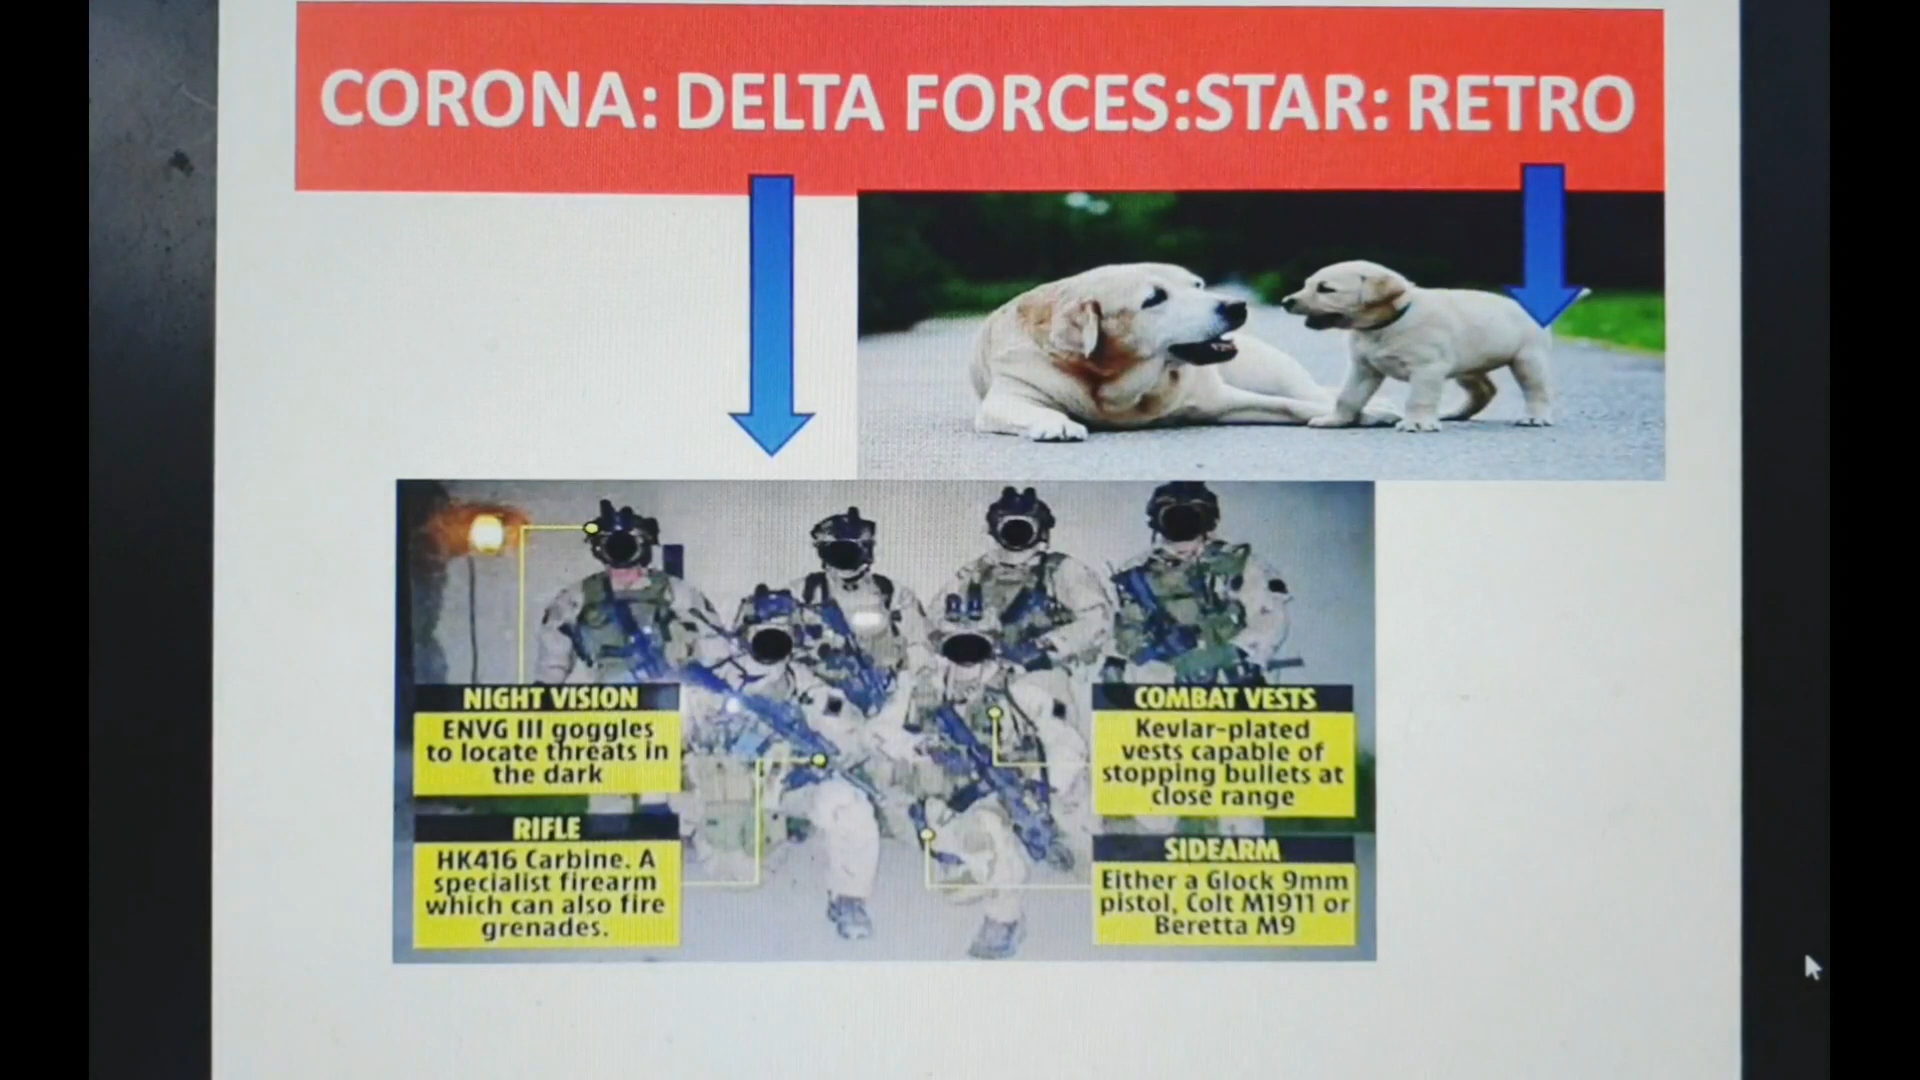 CORONA: DELTA FORCES:STAR: RETRO
NIGHT VISION
ENVG III goggles
to locate threats in
the dark
RIFLE
HK416 Carbine. A
specialist firearm
which can also fire
grenades.
COMBAT VESTS
Kevlar-plated
vests capable of
stopping bullets at
close range
SIDEARM
Either a Glock 9mm
pistol, Colt M1911 or
Beretta M9